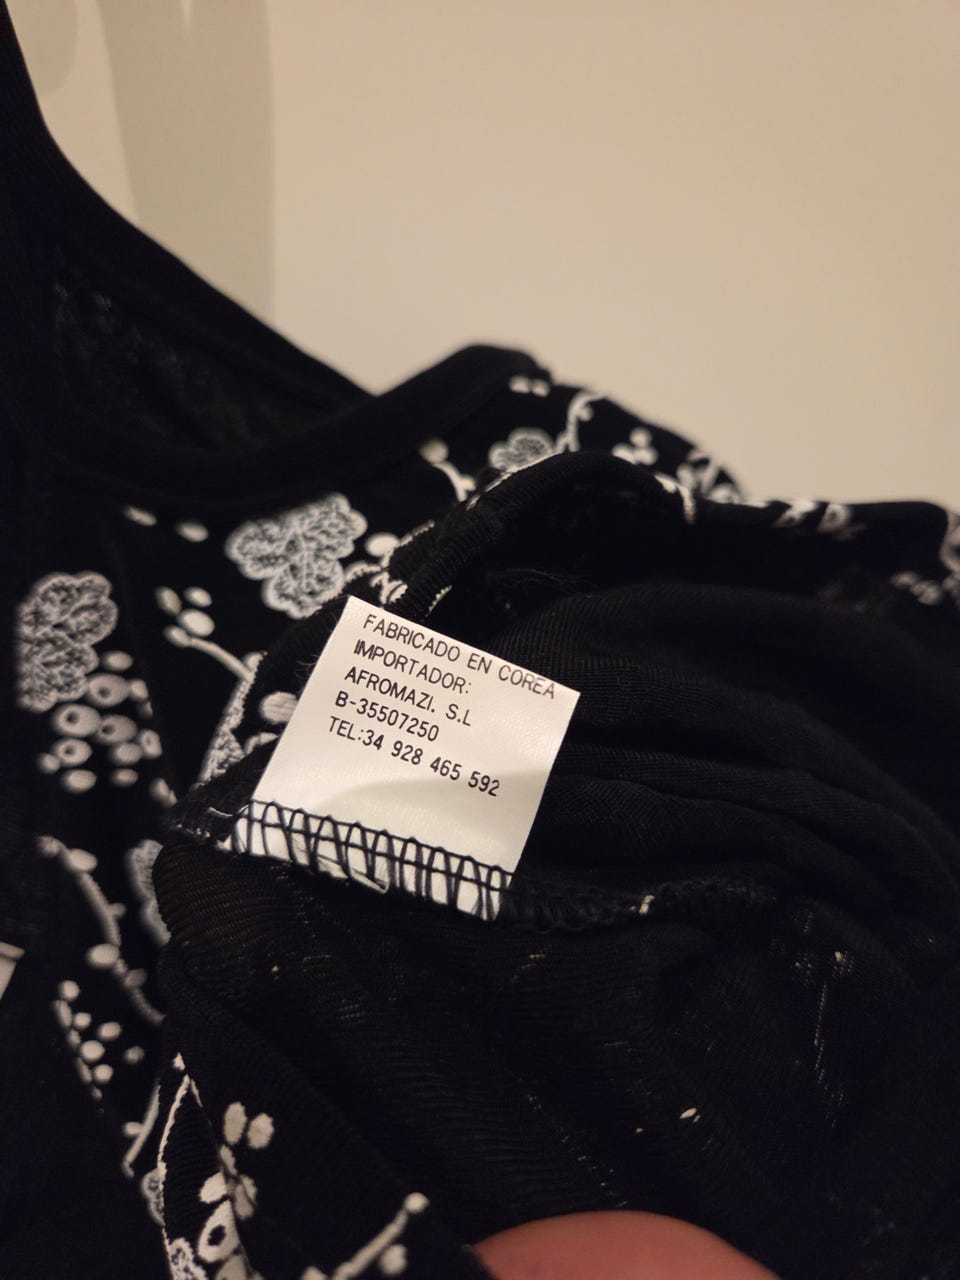 FABRICADO EN COREA
IMPORTADOR:
AFROMAZI. S.L
B-35507250
TEL:34 928 465 592